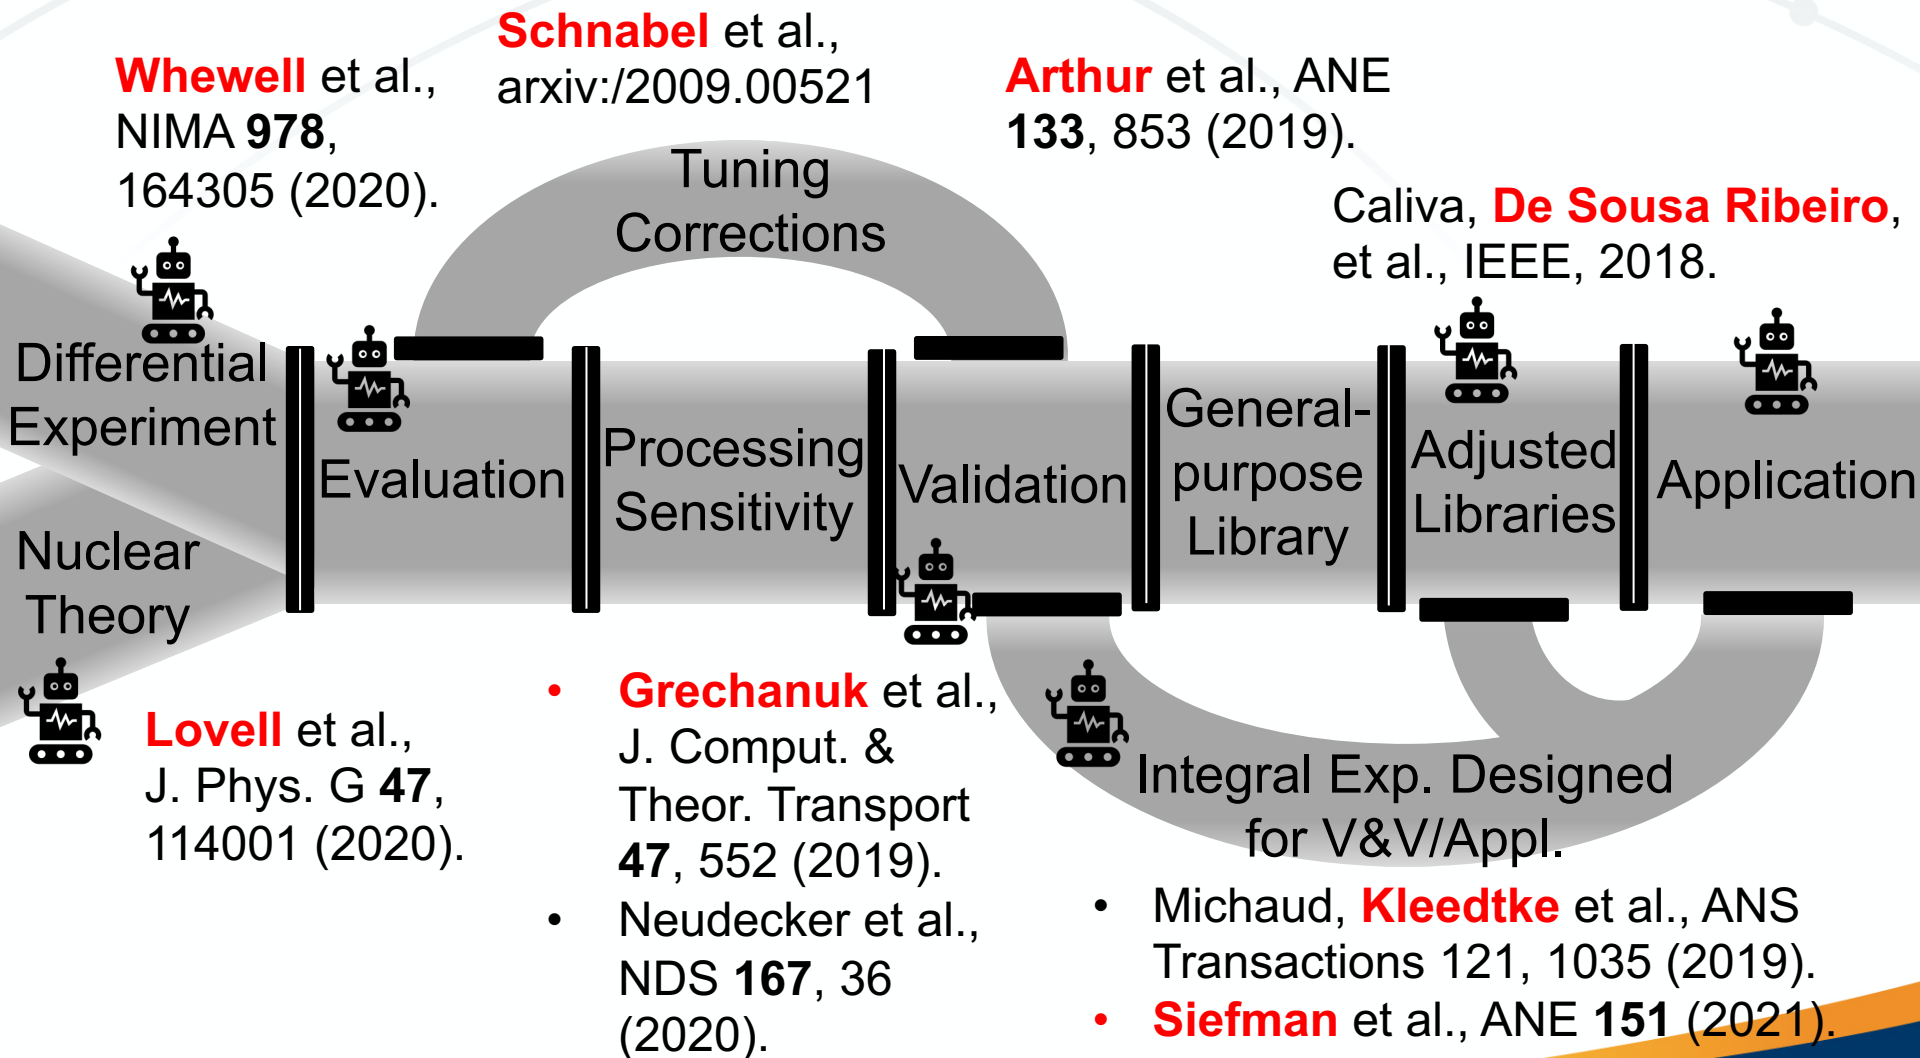 Whewell et al.,
NIMA 978,
164305 (2020).
Schnabel et al.,
arxiv:/2009.00521
Arthur et al., ANE
133, 853 (2019).
Caliva, De Sousa Ribeiro,
et al., IEEE, 2018.
Tuning
Corrections
Differential
Experiment
Nuclear
Theory
Evaluation
Processing
Sensitivity
Validation
General-
purpose
Library
Adjusted
Libraries
Application
Lovell et al.,
J. Phys. G 47,
114001 (2020).
• Grechanuk et al.,
J. Comput. &
Theor. Transport
47, 552 (2019).
• Neudecker et al.,
NDS 167, 36
(2020).
Integral Exp. Designed
for V&V/Appl.
• Michaud, Kleedtke et al., ANS
Transactions 121, 1035 (2019).
• Siefman et al., ANE 151 (2021).